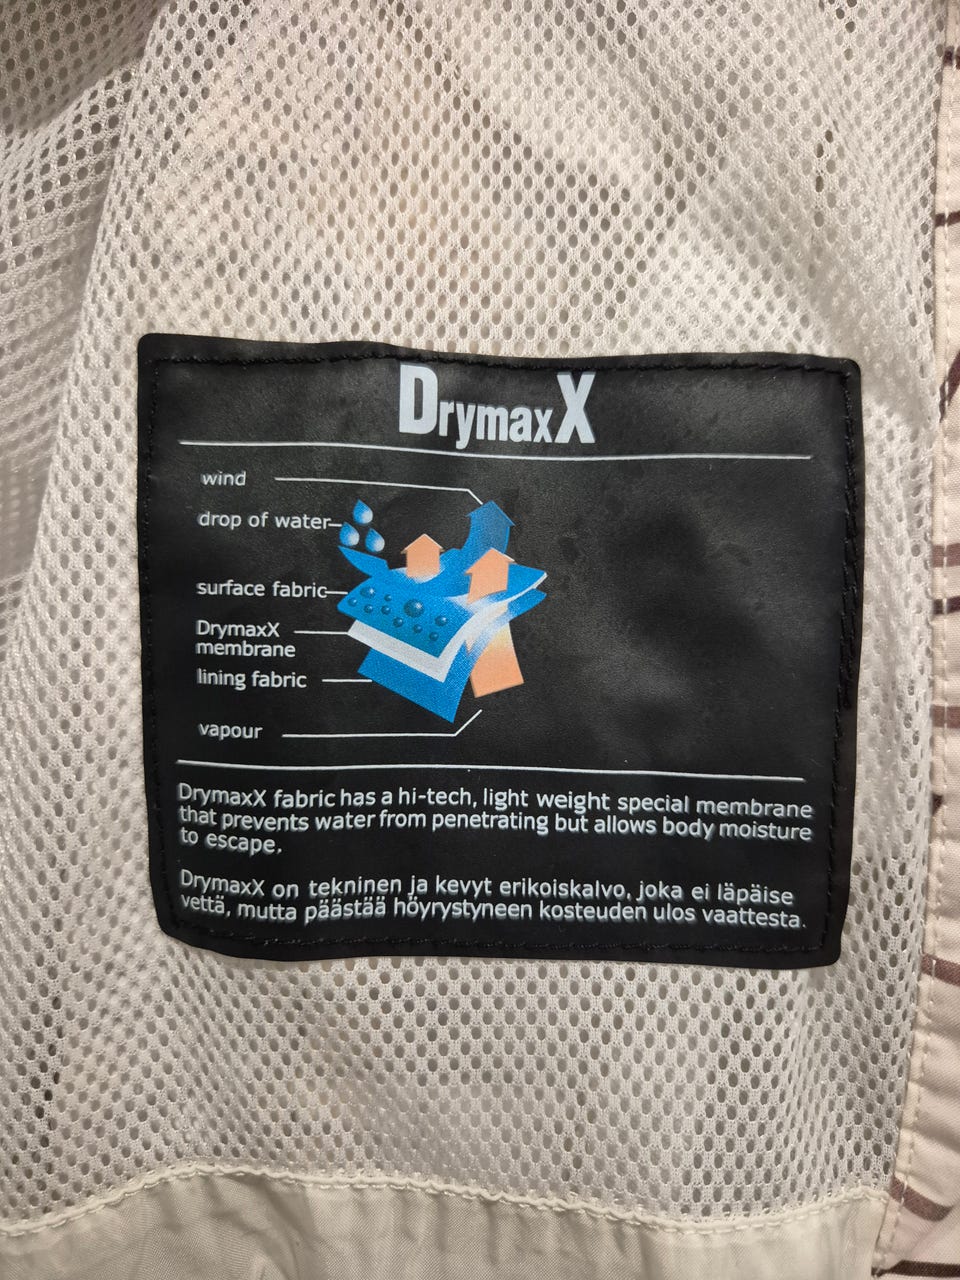 DrymaxX
wind
drop of water
surface fabric
DrymaxX
membrane
lining fabric
vapour
DrymaxX fabric has a hi-tech, light weight special membrane
that prevents water from penetrating but allows body moisture
to escape.
DrymaxX on tekninen ja kevyt erikoiskalvo, joka ei läpäise
vettä, mutta päästää höyrystyneen kosteuden ulos vaattesta.